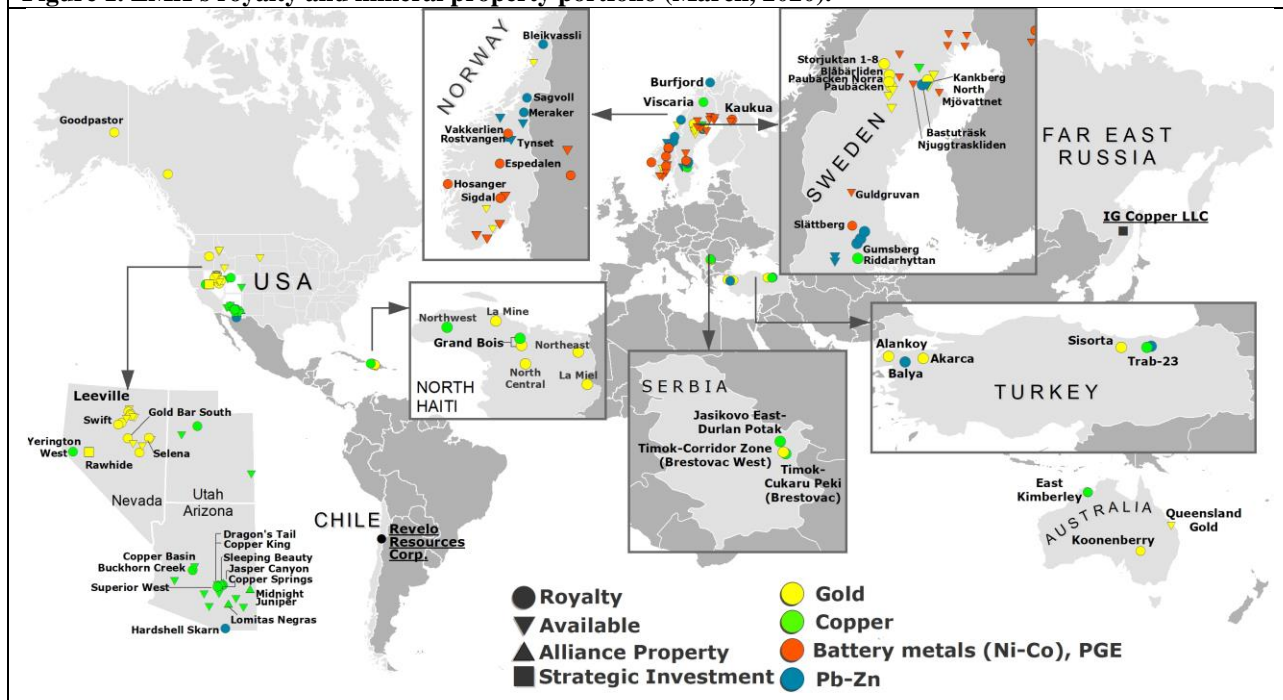 Figure 1. EMX's royalty and mineral property portfolio (March, 2020).
NORWAY
Bleikvassli
Sagvoll
Meraker
Vakkerlien
Rostvangen
Tynset
Espedalen
Hosanger
Sigdal
Burfjord
Viscaria
Kaukua
SWEDEN
Storjuktan 1-8
Blåbärliden
Paubäcken Norra
Paubäcken
Kankberg
North
Mjövattnet
Bastuträsk
Njuggtraskliden
Guldgruvan
Slättberg
Gumsberg
Riddarhyttan
FAR EAST
RUSSIA
IG Copper LLC
Goodpastor
USA
NORTH
HAITI
Northwest
La Mine
Grand Bois
Northeast
North
Central
La Miel
SERBIA
Jasikovo East-
Durlan Potak
Timok-Corridor Zone
(Brestovac West)
Timok-
Cukaru Peki
(Brestovac)
TURKEY
Alankoy
Balya
Akarca
Sisorta
Trab-23
Leeville
Swift
Gold Bar South
Yerington
West
Rawhide
Selena
Nevada
Utah
Arizona
Dragon's Tail
Copper King
Sleeping Beauty
Copper Basin
Buckhorn Creek
Jasper Canyon
Copper Springs
Superior West
Midnight
Juniper
Lomitas Negras
Hardshell Skarn
CHILE
Revelo
Resources
Corp.
AUSTRALIA
East
Kimberley
Queensland
Gold
Koonenberry
Royalty
Available
Alliance Property
Strategic Investment
Gold
Copper
Battery metals (Ni-Co), PGE
Pb-Zn